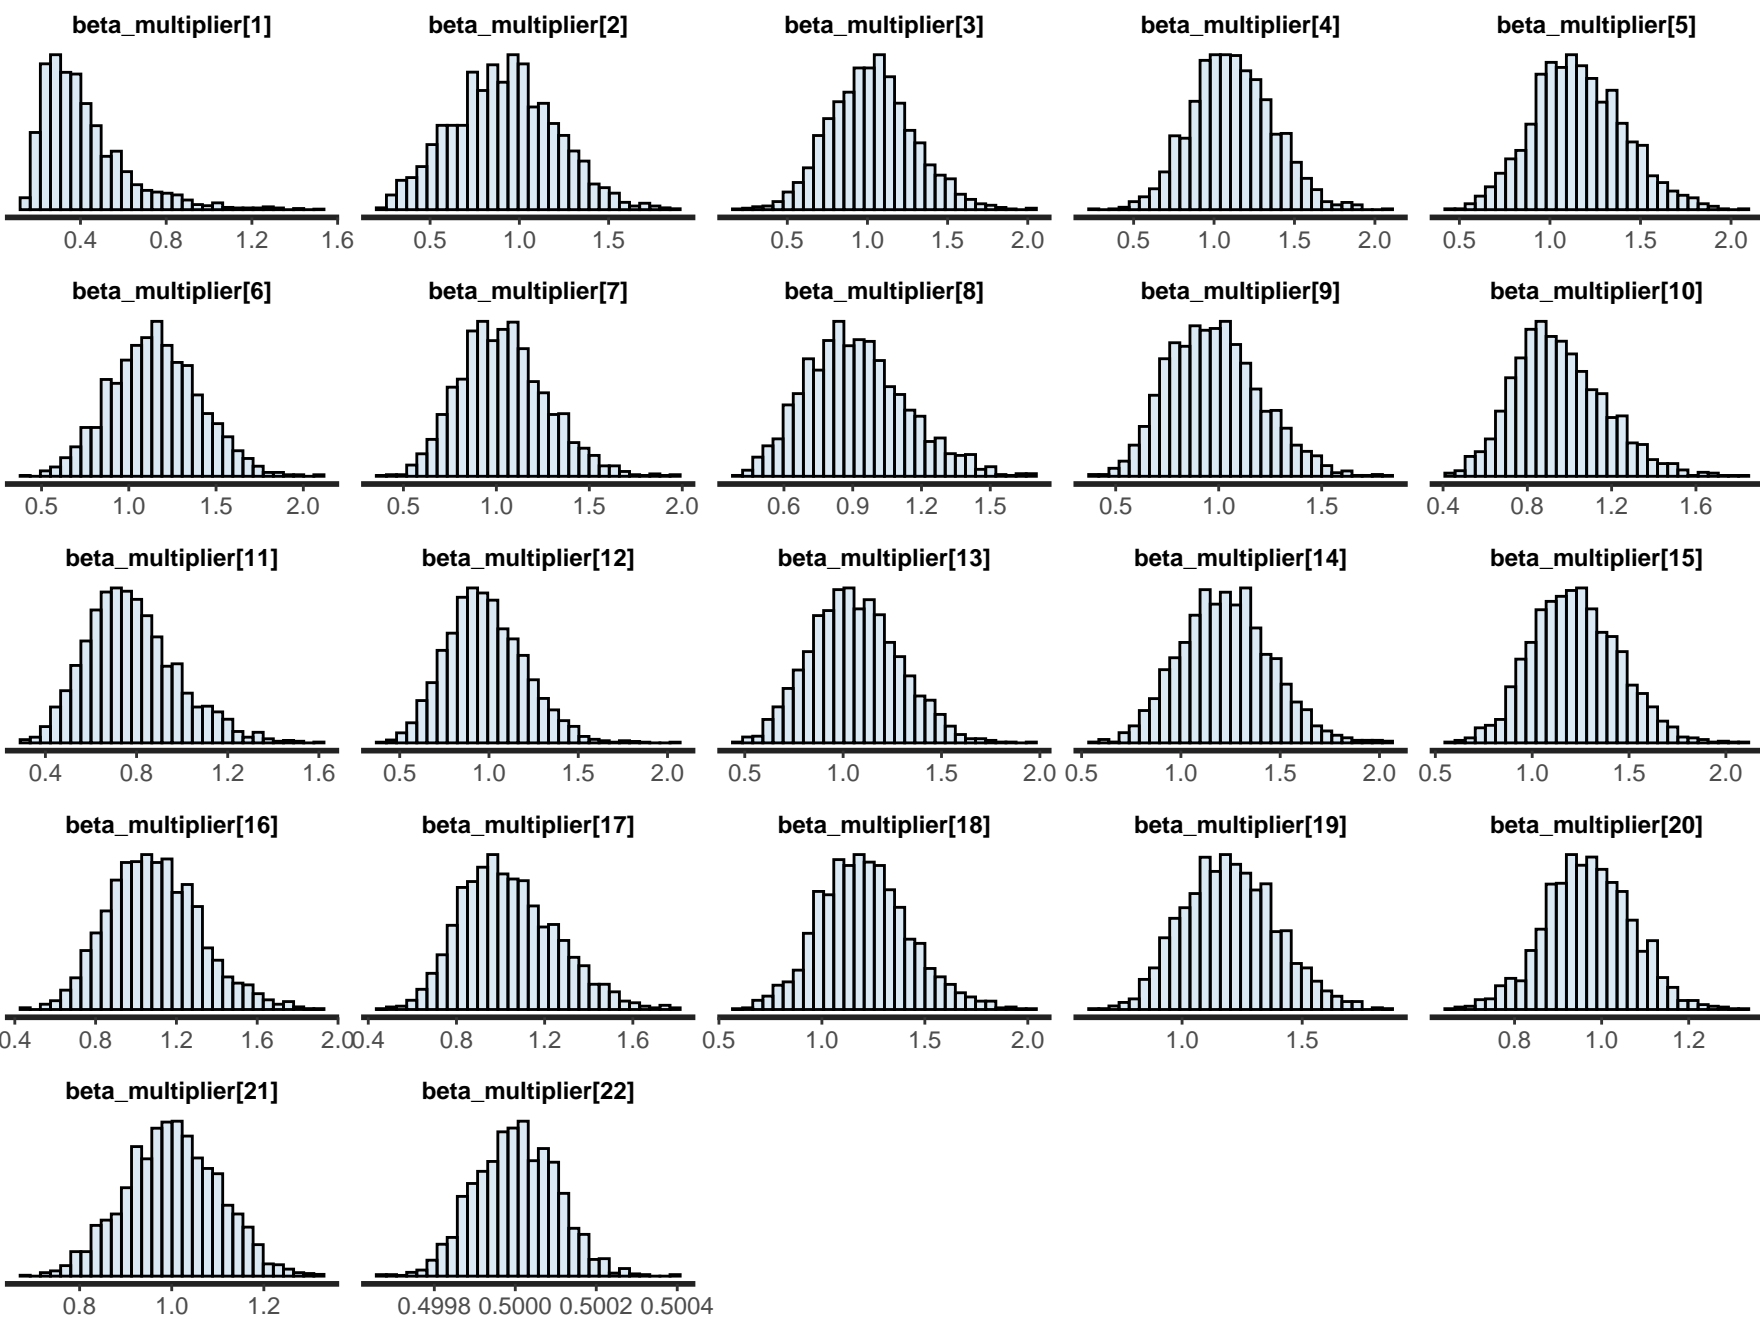 beta_multiplier[1] beta_multiplier[2] beta_multiplier[3] beta_multiplier[4] beta_multiplier[5]
0.4 0.8 1.2 1.6 0.5 1.0 1.5 0.5 1.0 1.5 2.0 0.5 1.0 1.5 2.0 0.5 1.0 1.5 2.0
beta_multiplier[6] beta_multiplier[7] beta_multiplier[8] beta_multiplier[9] beta_multiplier[10]
0.5 1.0 1.5 2.0 0.5 1.0 1.5 2.0 0.6 0.9 1.2 1.5 0.5 1.0 1.5 0.4 0.8 1.2 1.6
beta_multiplier[11] beta_multiplier[12] beta_multiplier[13] beta_multiplier[14] beta_multiplier[15]
0.4 0.8 1.2 1.6 0.5 1.0 1.5 2.0 0.5 1.0 1.5 2.0 0.5 1.0 1.5 2.0 0.5 1.0 1.5 2.0
beta_multiplier[16] beta_multiplier[17] beta_multiplier[18] beta_multiplier[19] beta_multiplier[20]
0.4 0.8 1.2 1.6 2.0 0.4 0.8 1.2 1.6 0.5 1.0 1.5 2.0 1.0 1.5 0.8 1.0 1.2
beta_multiplier[21] beta_multiplier[22]
0.8 1.0 1.2 0.4998 0.5000 0.5002 0.5004